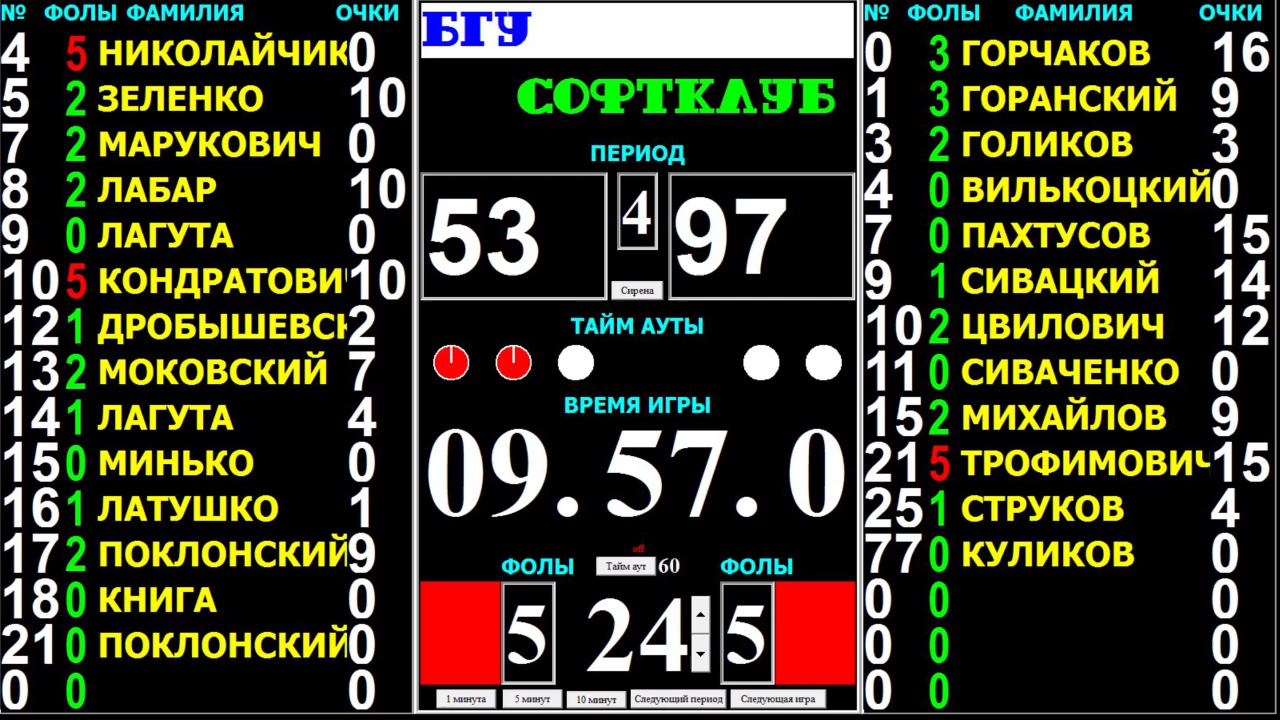 № ФОЛЫ ФАМИЛИЯ ОЧКИ
4 5 НИКОЛАЙЧИК 0
5 2 ЗЕЛЕНКО 10
7 2 МАРУКОВИЧ 0
8 2 ЛАБАР 10
9 0 ЛАГУТА 0
10 5 КОНДРАТОВИЧ 10
12 1 ДРОБЫШЕВСК 2
13 2 МОКОВСКИЙ 7
14 1 ЛАГУТА 4
15 0 МИНЬКО 0
16 1 ЛАТУШКО 1
17 2 ПОКЛОНСКИЙ 9
18 0 КНИГА 0
21 0 ПОКЛОНСКИЙ 0
0 0 0
БГУ
СОФТКЛУБ
ПЕРИОД
53 4 97
Сирена
ТАЙМ АУТЫ
ВРЕМЯ ИГРЫ
09.57.0
off
ФОЛЫ Тайм аут 60 ФОЛЫ
5 24 5
1 минута 5 минут 10 минут Следующий период Следующая игра
№ ФОЛЫ ФАМИЛИЯ ОЧКИ
0 3 ГОРЧАКОВ 16
1 3 ГОРАНСКИЙ 9
3 2 ГОЛИКОВ 3
4 0 ВИЛЬКОЦКИЙ 0
7 0 ПАХТУСОВ 15
9 1 СИВАЦКИЙ 14
10 2 ЦВИЛОВИЧ 12
11 0 СИВАЧЕНКО 0
15 2 МИХАЙЛОВ 9
21 5 ТРОФИМОВИЧ 15
25 1 СТРУКОВ 4
77 0 КУЛИКОВ 0
0 0 0
0 0 0
0 0 0